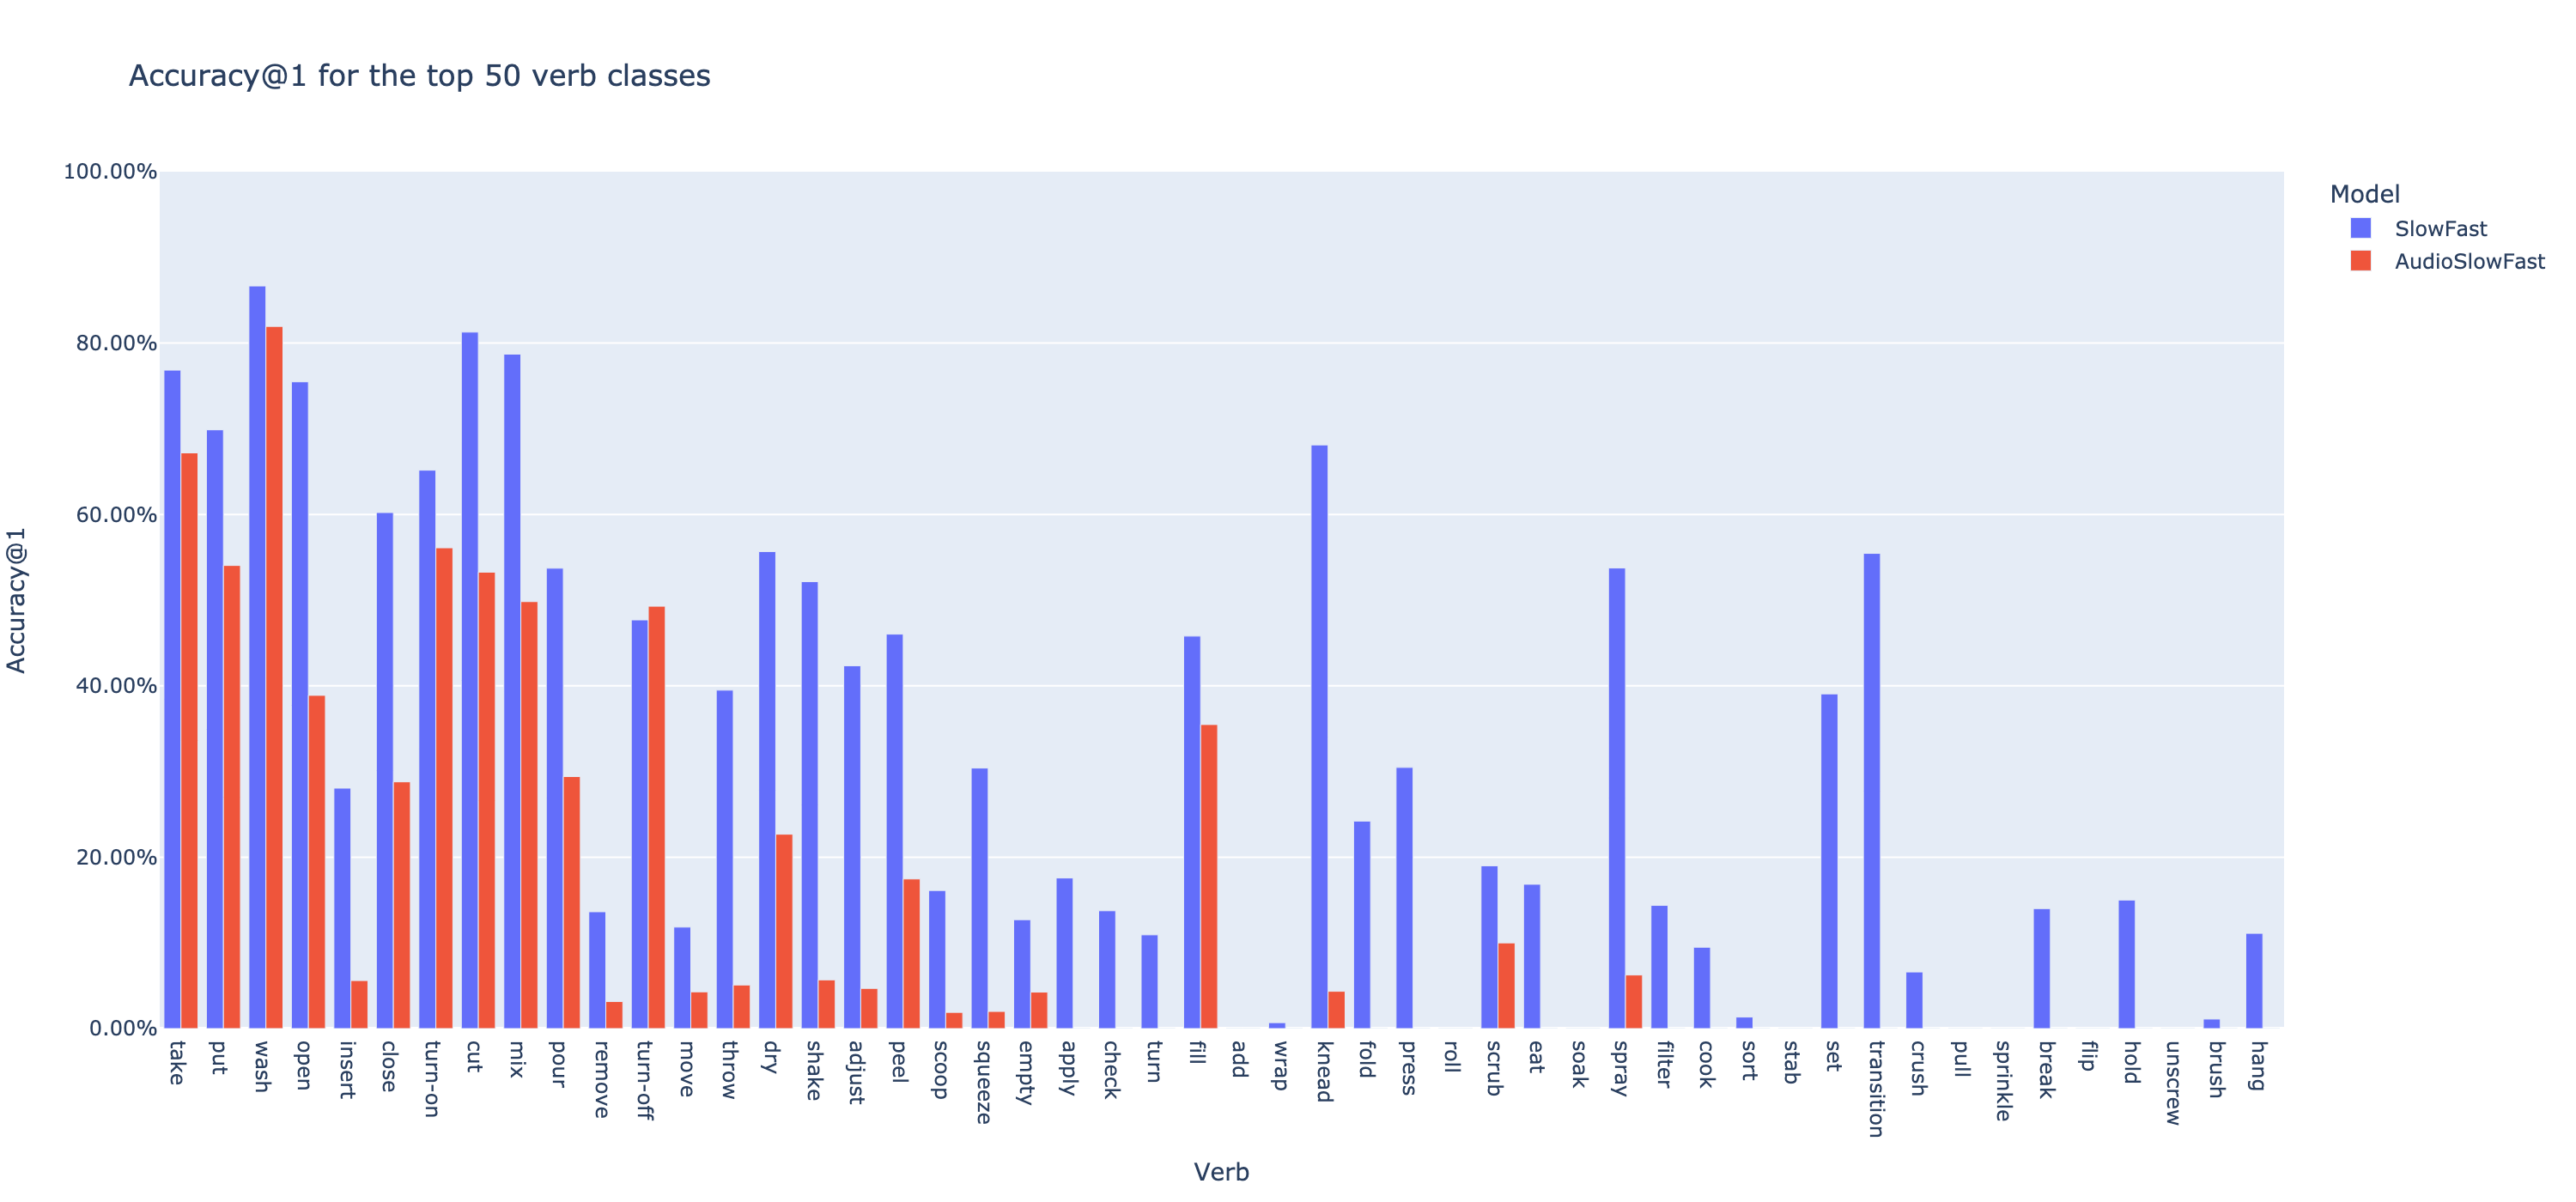 Accuracy@1 for the top 50 verb classes
Model
SlowFast
AudioSlowFast
Accuracy@1
100.00%
80.00%
60.00%
40.00%
20.00%
0.00%
take
put
wash
open
insert
close
turn-on
cut
mix
pour
remove
turn-off
move
throw
dry
shake
adjust
peel
scoop
squeeze
empty
apply
check
turn
fill
add
wrap
knead
fold
press
roll
scrub
eat
soak
spray
filter
cook
sort
stab
set
transition
crush
pull
sprinkle
break
flip
hold
unscrew
brush
hang
Verb